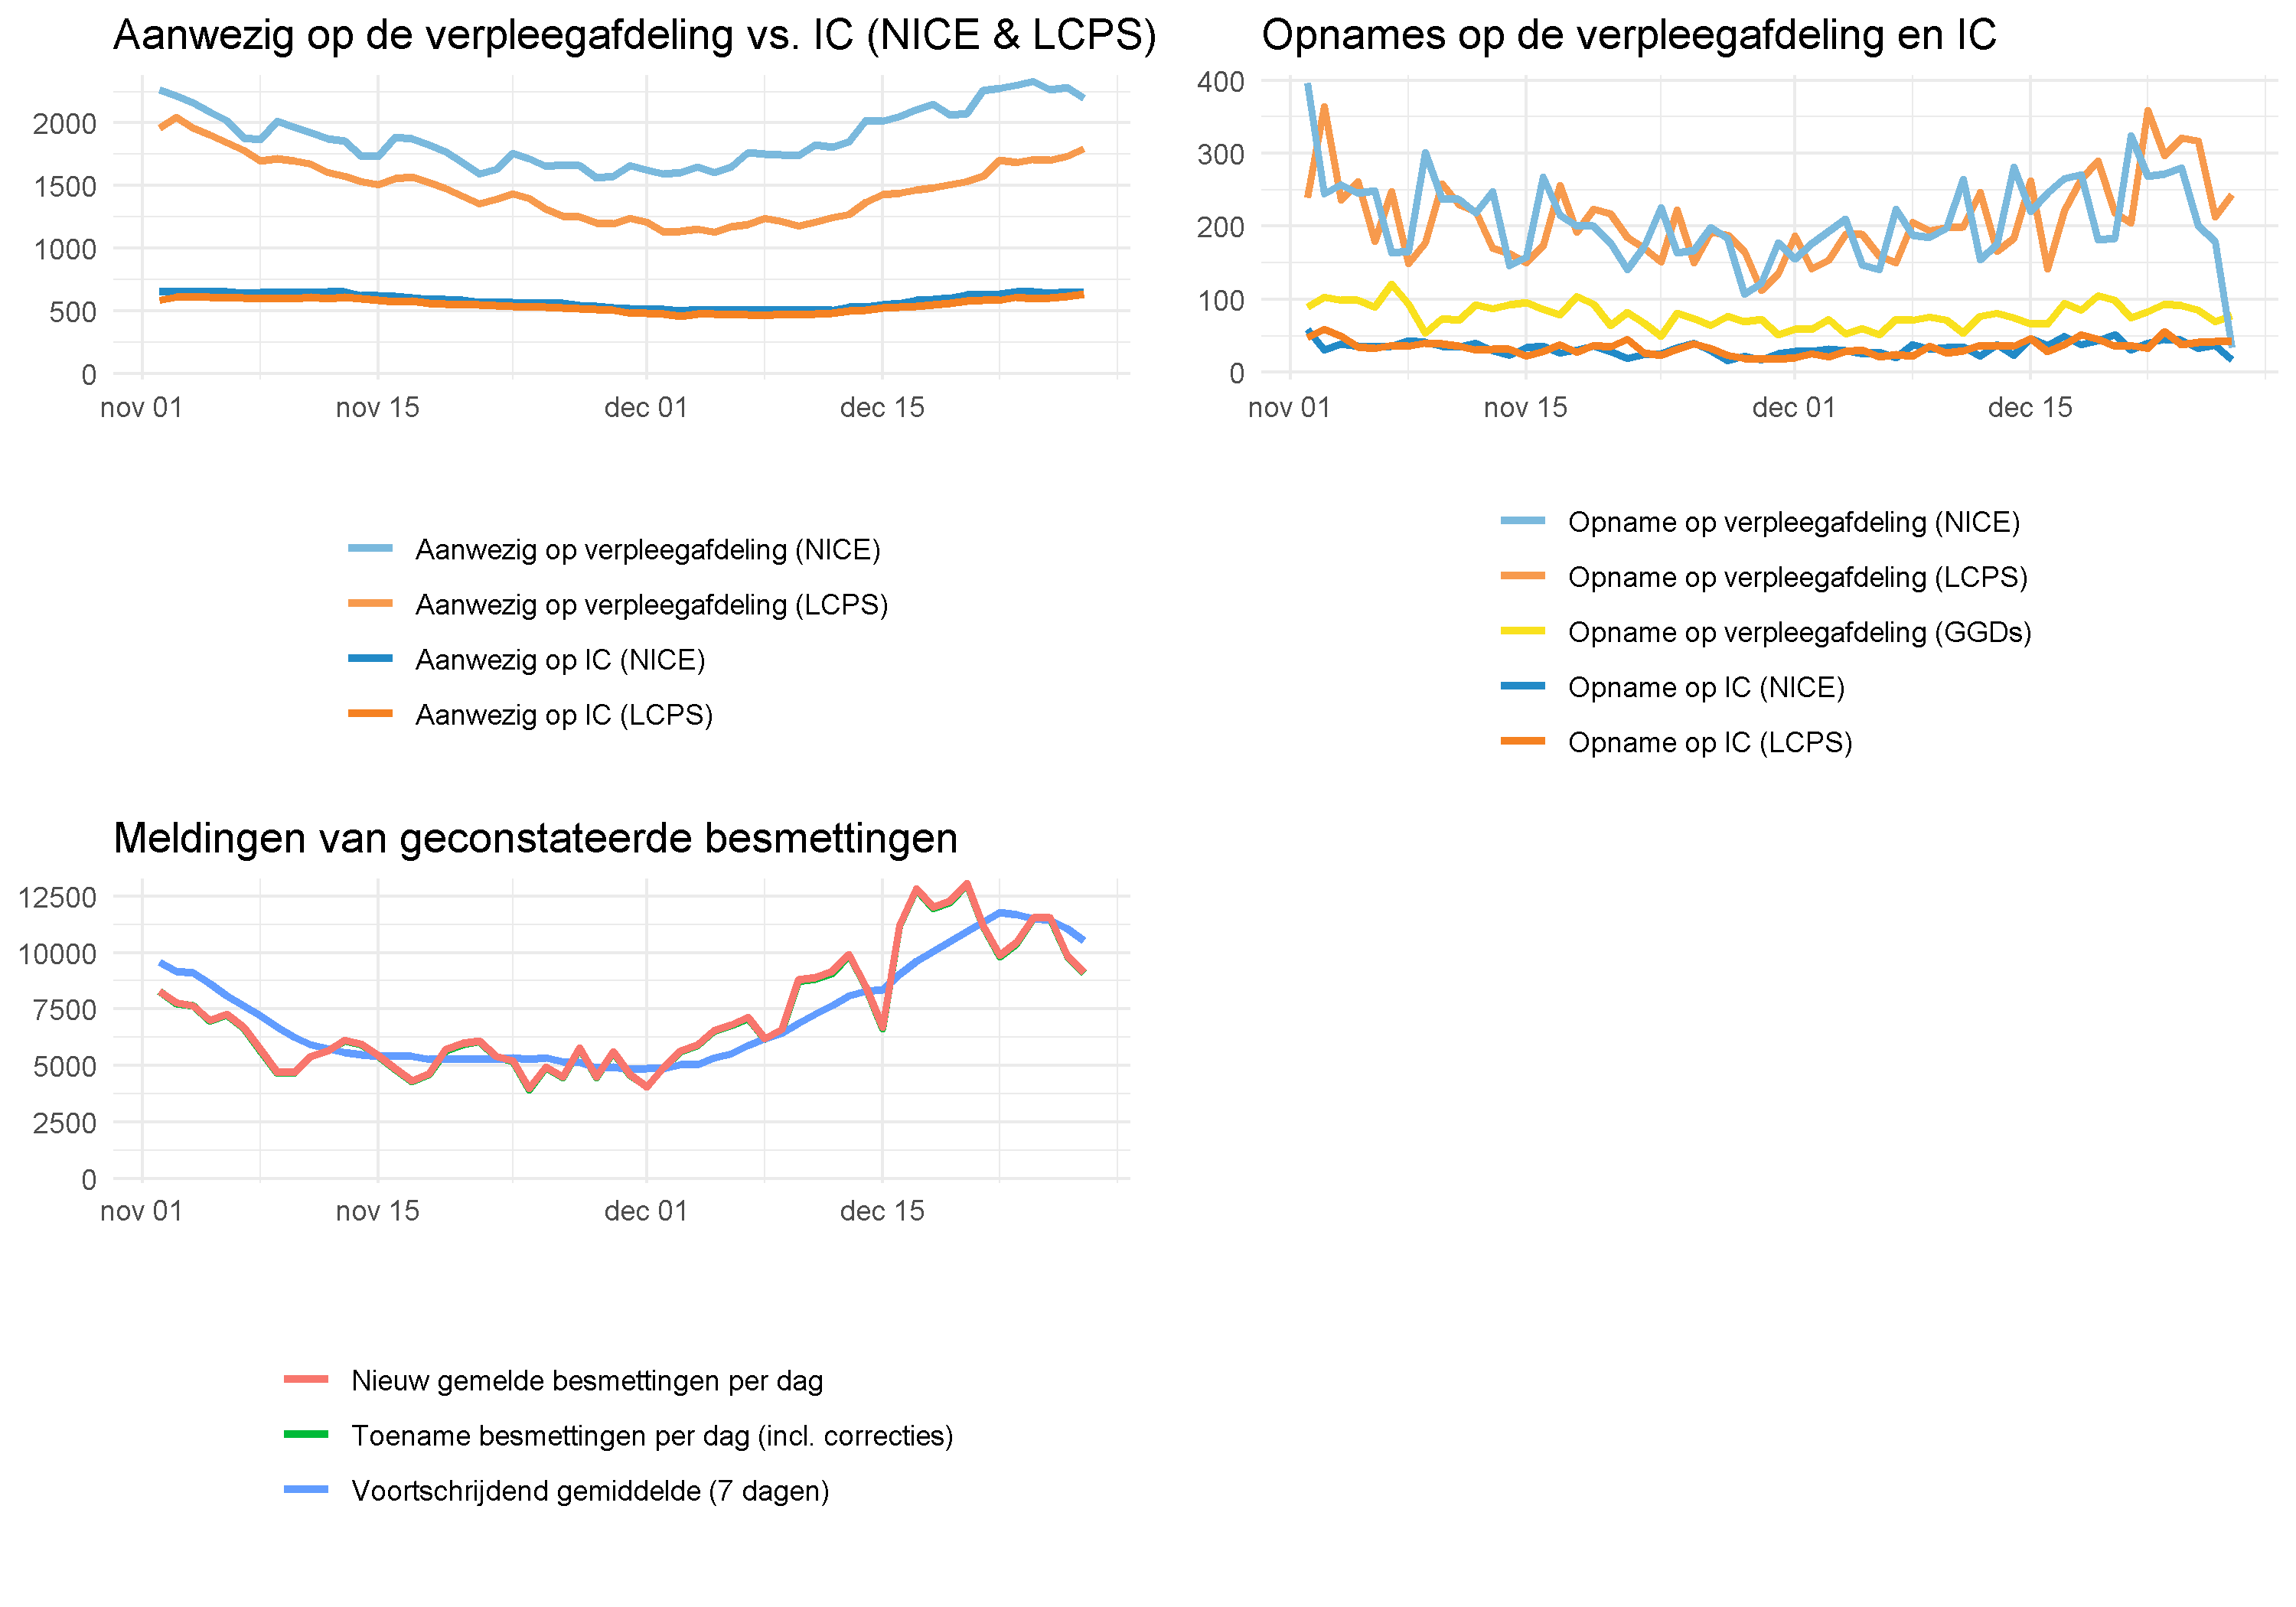 Aanwezig op de verpleegafdeling vs. IC (NICE & LCPS)
2000
1500
1000
500
0
nov 01 nov 15 dec 01 dec 15
Aanwezig op verpleegafdeling (NICE)
Aanwezig op verpleegafdeling (LCPS)
Aanwezig op IC (NICE)
Aanwezig op IC (LCPS)
Opnames op de verpleegafdeling en IC
400
300
200
100
0
nov 01 nov 15 dec 01 dec 15
Opname op verpleegafdeling (NICE)
Opname op verpleegafdeling (LCPS)
Opname op verpleegafdeling (GGDs)
Opname op IC (NICE)
Opname op IC (LCPS)
Meldingen van geconstateerde besmettingen
12500
10000
7500
5000
2500
0
nov 01 nov 15 dec 01 dec 15
Nieuw gemelde besmettingen per dag
Toename besmettingen per dag (incl. correcties)
Voortschrijdend gemiddelde (7 dagen)